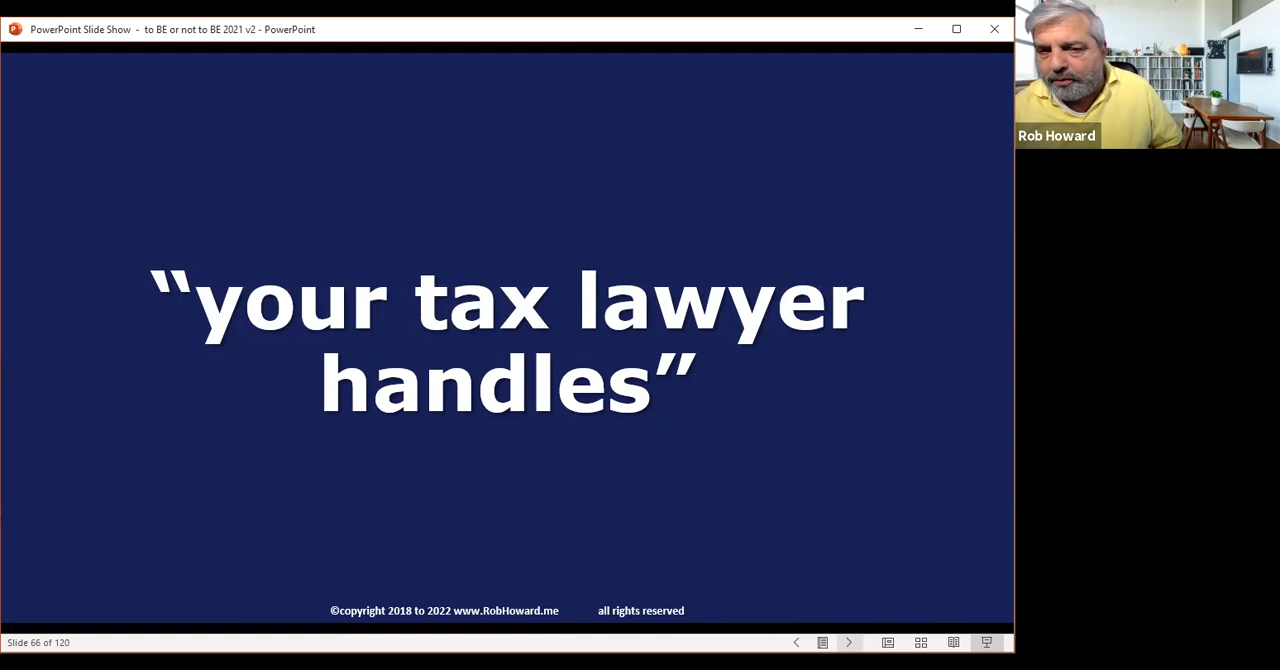 PowerPoint Slide Show - to BE or not to BE 2021 v2 - PowerPoint
Rob Howard
“your tax lawyer
handles”
©copyright 2018 to 2022 www.RobHoward.me all rights reserved
Slide 66 of 120